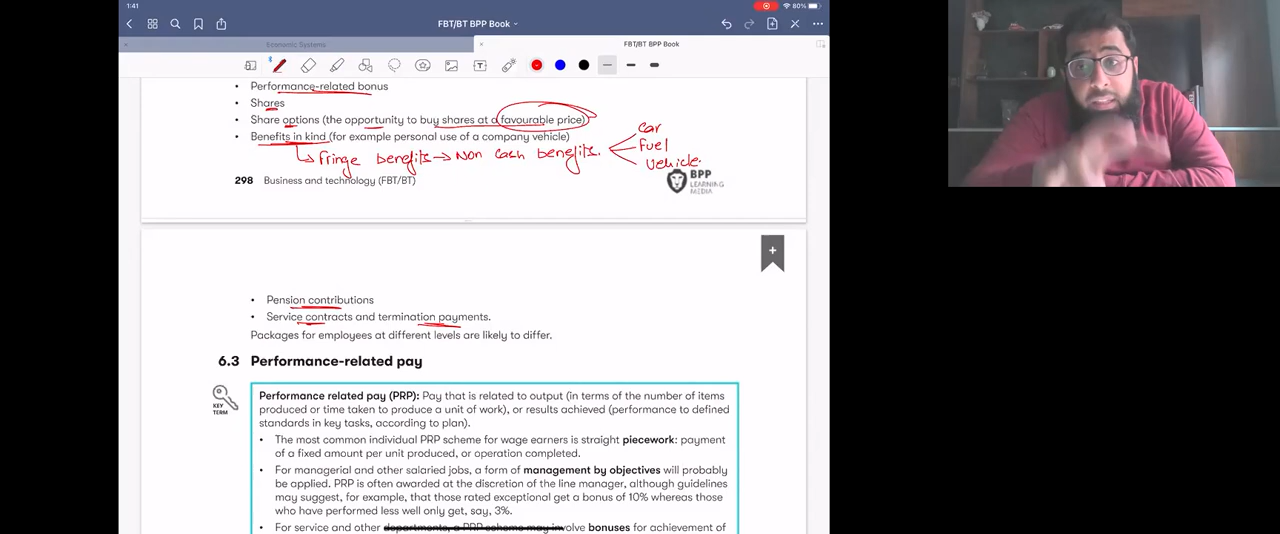 1:41
80%
FBT/BT BPP Book
Economic Systems
FBT/BT BPP Book
• Performance-related bonus
• Shares
• Share options (the opportunity to buy shares at a favourable price)
• Benefits in kind (for example personal use of a company vehicle)
car
fuel
vehicle
Fringe benefits → Non cash benefits.
298 Business and technology (FBT/BT)
BPP
LEARNING
MEDIA
• Pension contributions
• Service contracts and termination payments.
Packages for employees at different levels are likely to differ.
6.3 Performance-related pay
KEY
TERM
Performance related pay (PRP): Pay that is related to output (in terms of the number of items
produced or time taken to produce a unit of work), or results achieved (performance to defined
standards in key tasks, according to plan).
• The most common individual PRP scheme for wage earners is straight piecework: payment
of a fixed amount per unit produced, or operation completed.
• For managerial and other salaried jobs, a form of management by objectives will probably
be applied. PRP is often awarded at the discretion of the line manager, although guidelines
may suggest, for example, that those rated exceptional get a bonus of 10% whereas those
who have performed less well only get, say, 3%.
• For service and other departments, a PRP scheme may involve bonuses for achievement of